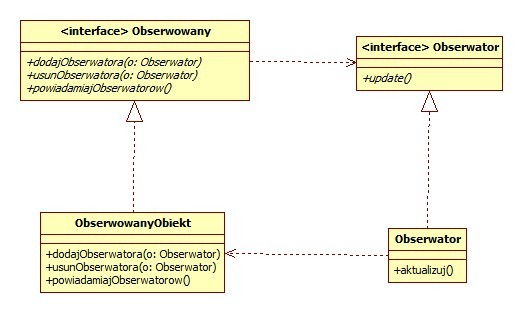 <interface> Obserwowany
+dodajObserwatora(o: Obserwator)
+usunObserwatora(o: Obserwator)
+powiadamiajObserwatorow()
<interface> Obserwator
+update()
ObserwowanyObiekt
+dodajObserwatora(o: Obserwator)
+usunObserwatora(o: Obserwator)
+powiadamiajObserwatorow()
Obserwator
+aktualizuj()